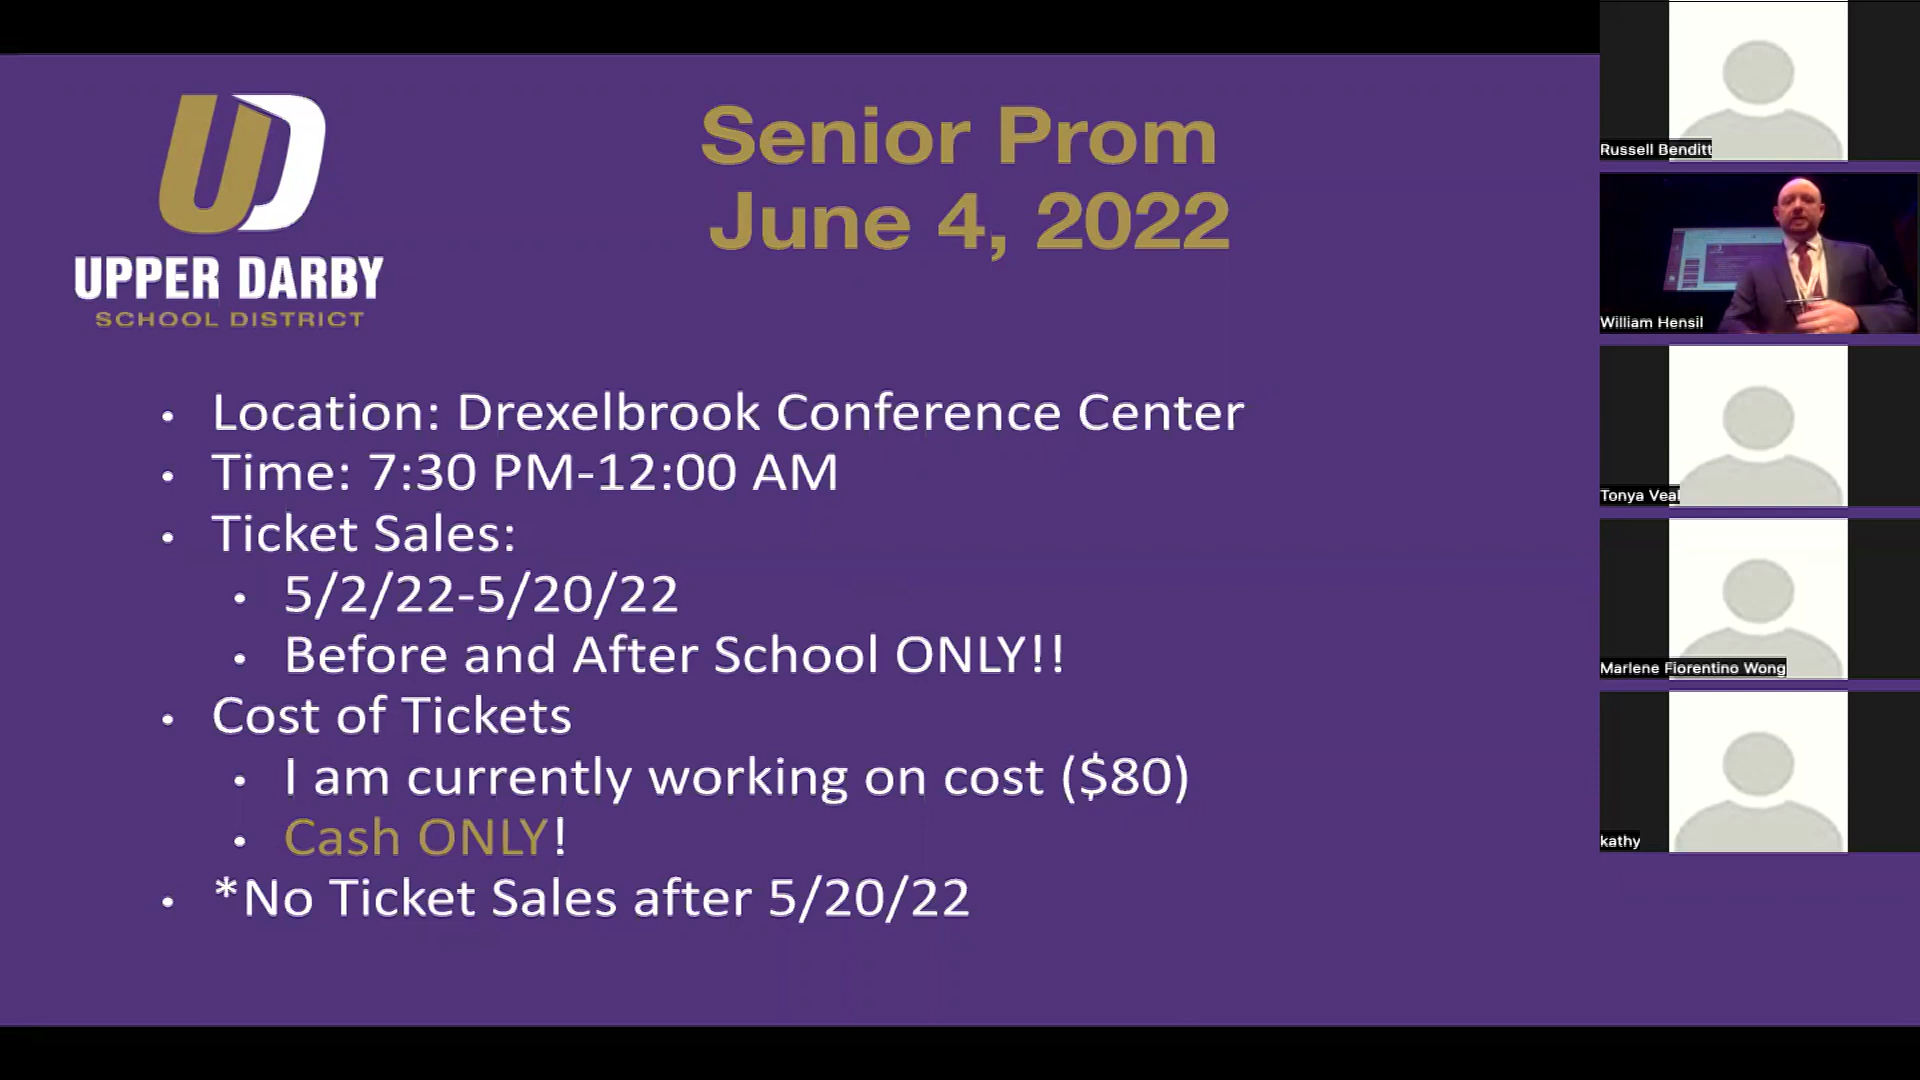 UPPER DARBY
SCHOOL DISTRICT
Senior Prom
June 4, 2022
• Location: Drexelbrook Conference Center
• Time: 7:30 PM-12:00 AM
• Ticket Sales:
• 5/2/22-5/20/22
• Before and After School ONLY!!
• Cost of Tickets
• I am currently working on cost ($80)
• Cash ONLY!
• *No Ticket Sales after 5/20/22
Russell Benditt
William Hensil
Tonya Veal
Marlene Fiorentino Wong
kathy